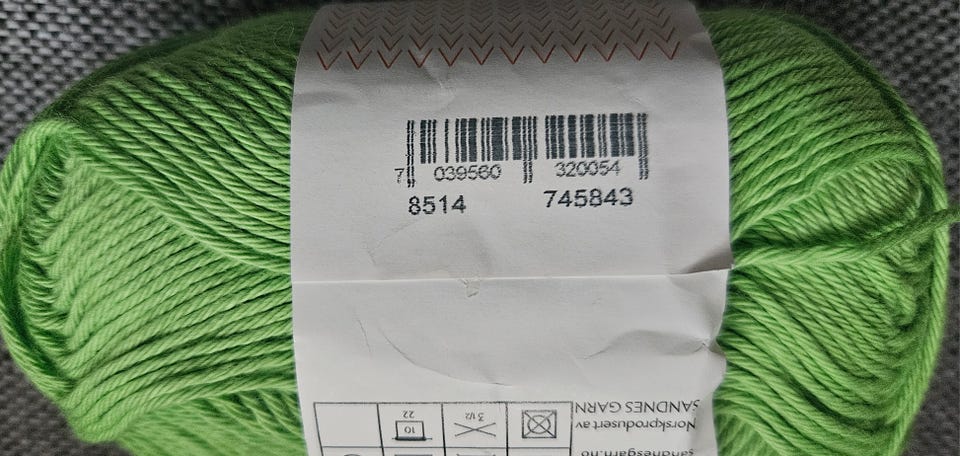 7 039560 320054
8514 745843
22 10 3 1/2
SANDNES GARN
Norskprodusert av
sandnesgarn.no